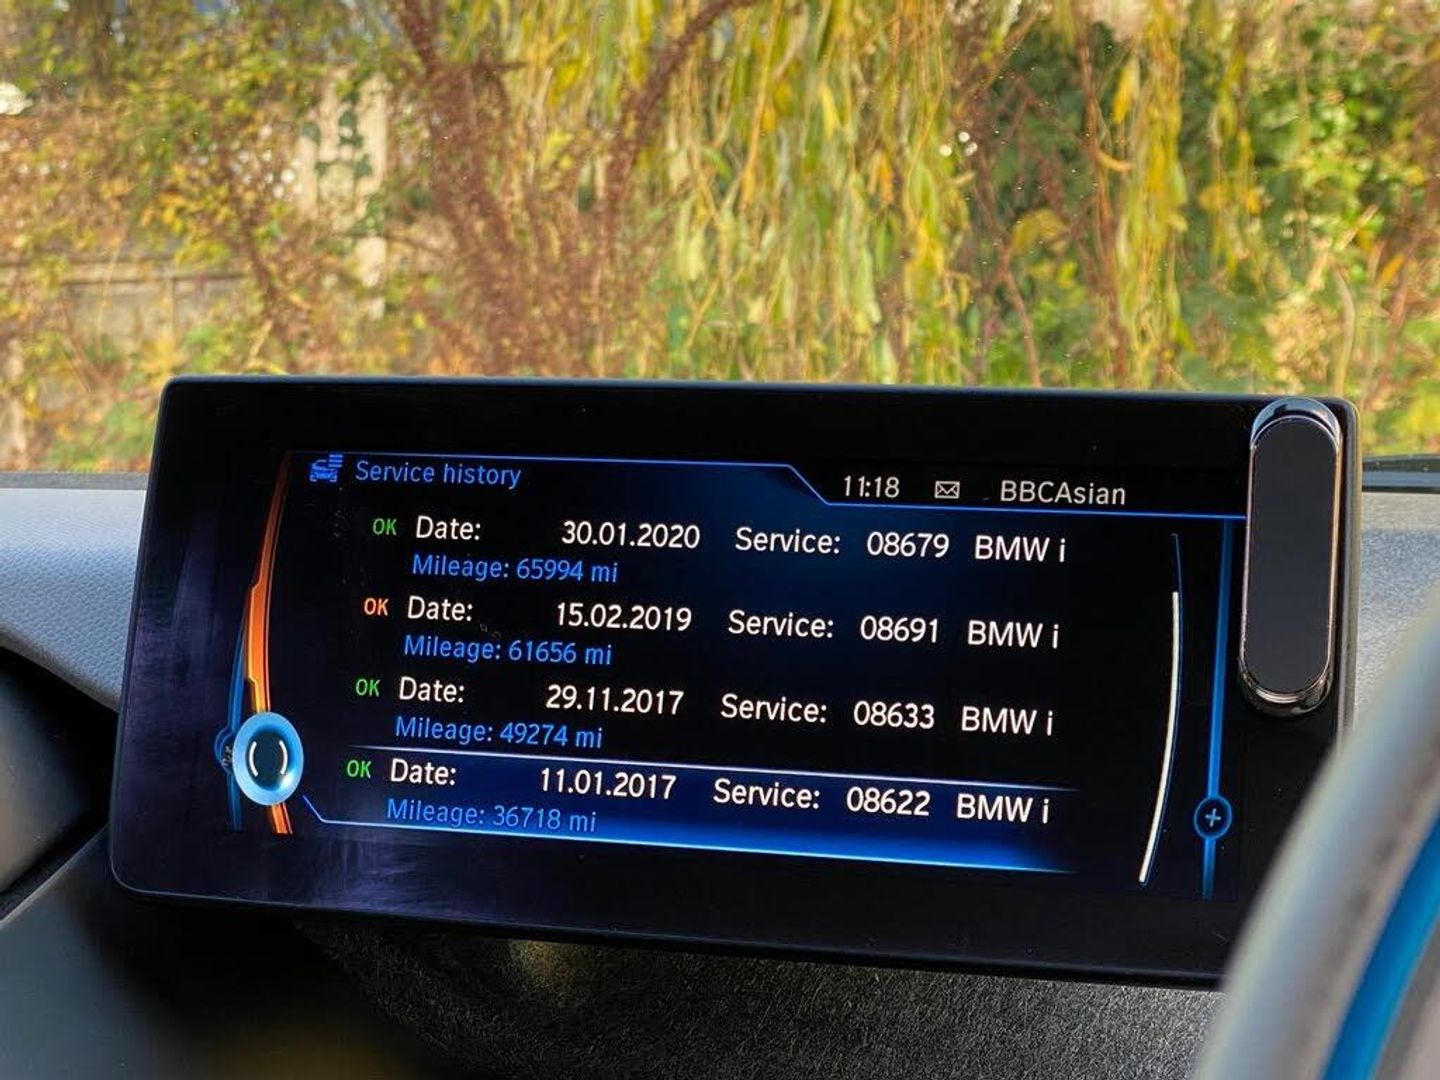 Service history
11:18 BBCAsian
OK Date: 30.01.2020 Service: 08679 BMW i
Mileage: 65994 mi
OK Date: 15.02.2019 Service: 08691 BMW i
Mileage: 61656 mi
OK Date: 29.11.2017 Service: 08633 BMW i
Mileage: 49274 mi
OK Date: 11.01.2017 Service: 08622 BMW i
Mileage: 36718 mi